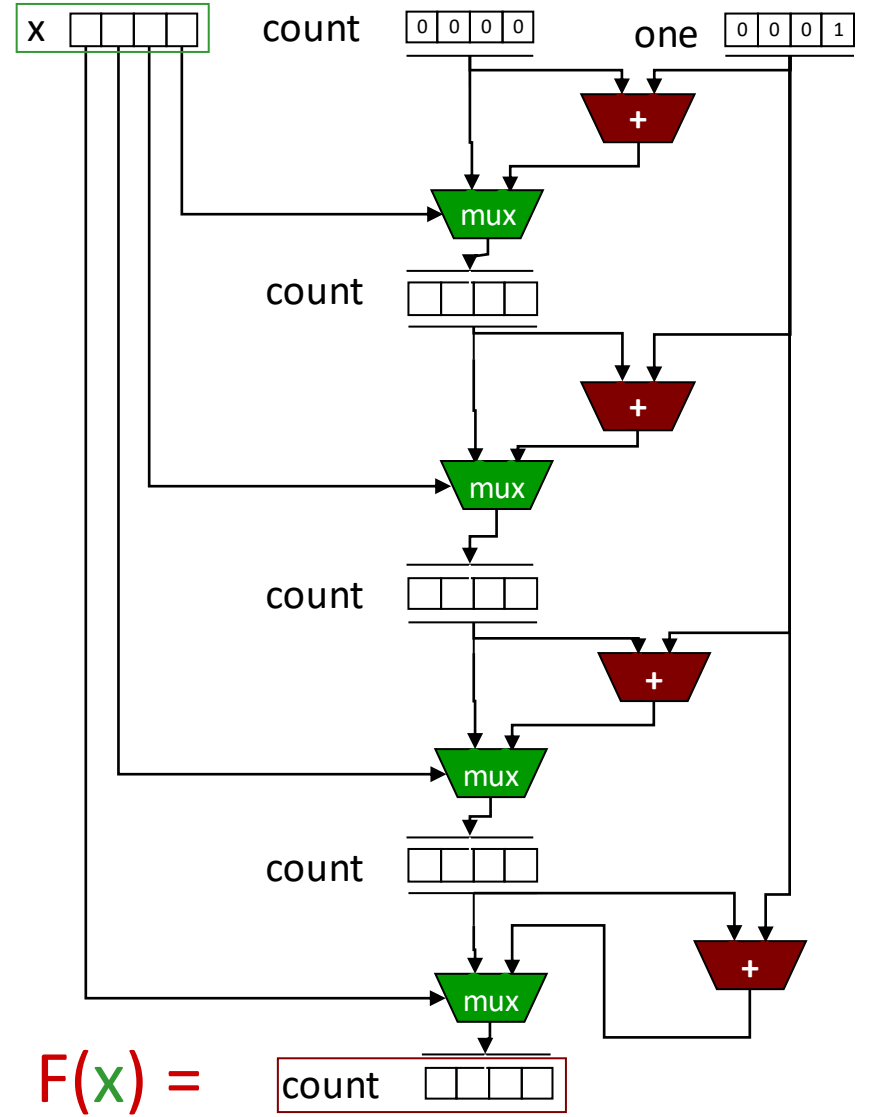 x count 0 0 0 0 one 0 0 0 1
+
mux
count
+
mux
count
+
mux
count
+
mux
F(x) = count